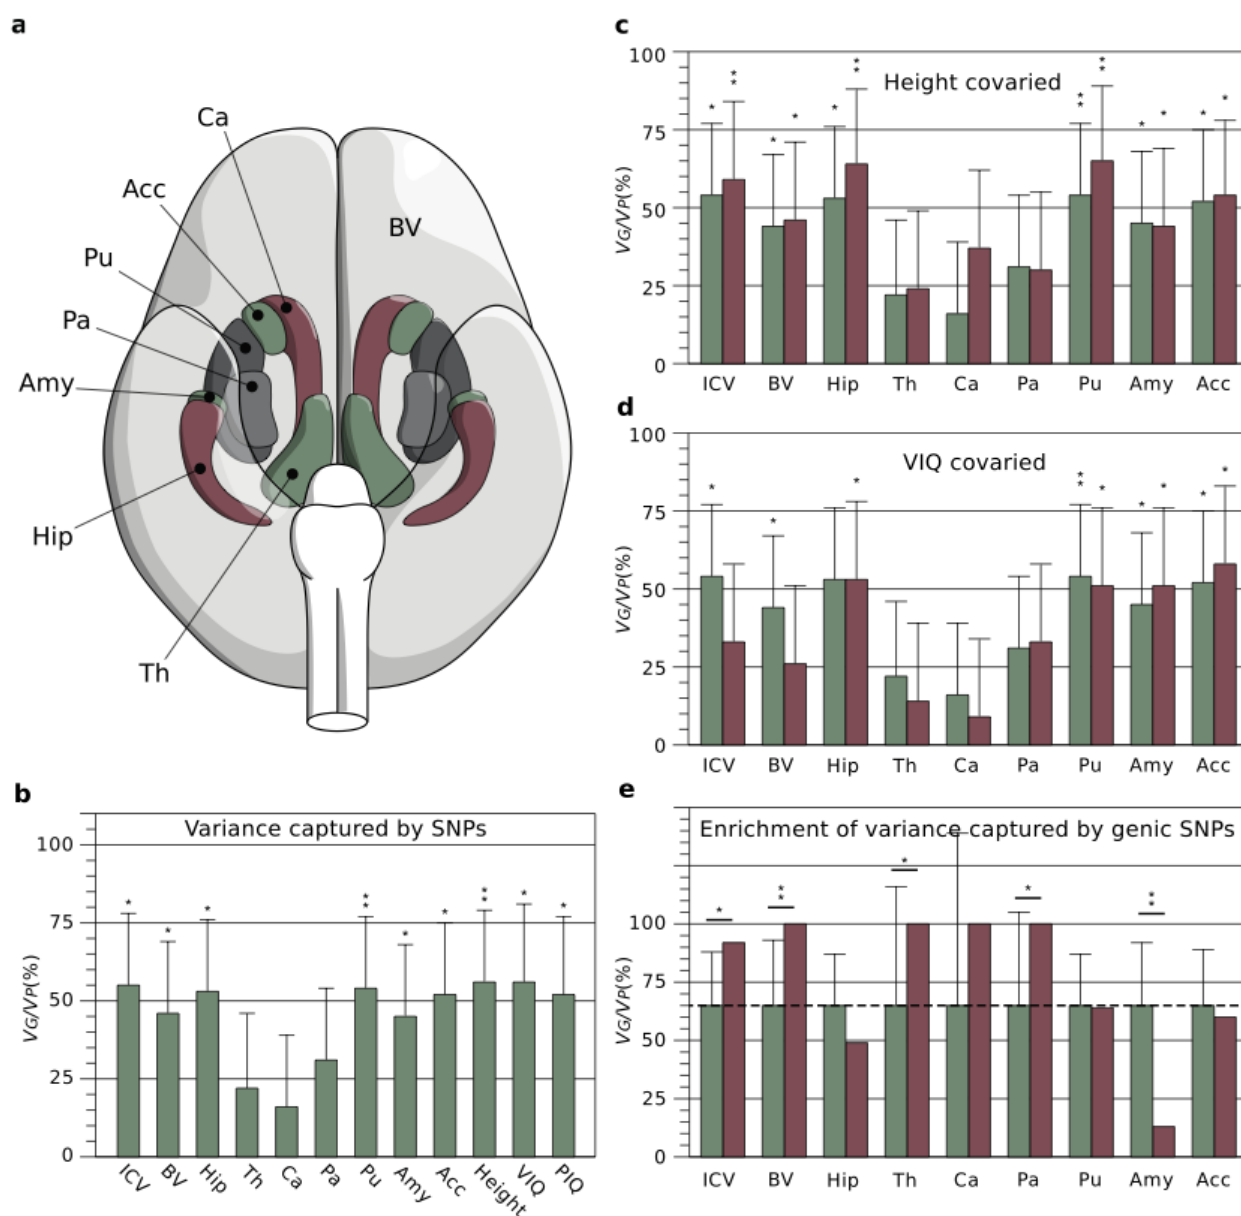 a
Ca
Acc
BV
Pu
Pa
Amy
Hip
Th
b
Variance captured by SNPs
VG/VP(%)
100
75
50
25
0
* * * * * * * * * * * *
ICV BV Hip Th Ca Pa Pu Amy Acc Height VIQ PIQ
c
Height covaried
VG/VP(%)
100
75
50
25
0
* * * * * * * * * * * * * * * * *
ICV BV Hip Th Ca Pa Pu Amy Acc
d
VIQ covaried
VG/VP(%)
100
75
50
25
0
* * * * * * * * * *
ICV BV Hip Th Ca Pa Pu Amy Acc
e
Enrichment of variance captured by genic SNPs
VG/VP(%)
100
75
50
25
0
* * * * * * *
ICV BV Hip Th Ca Pa Pu Amy Acc